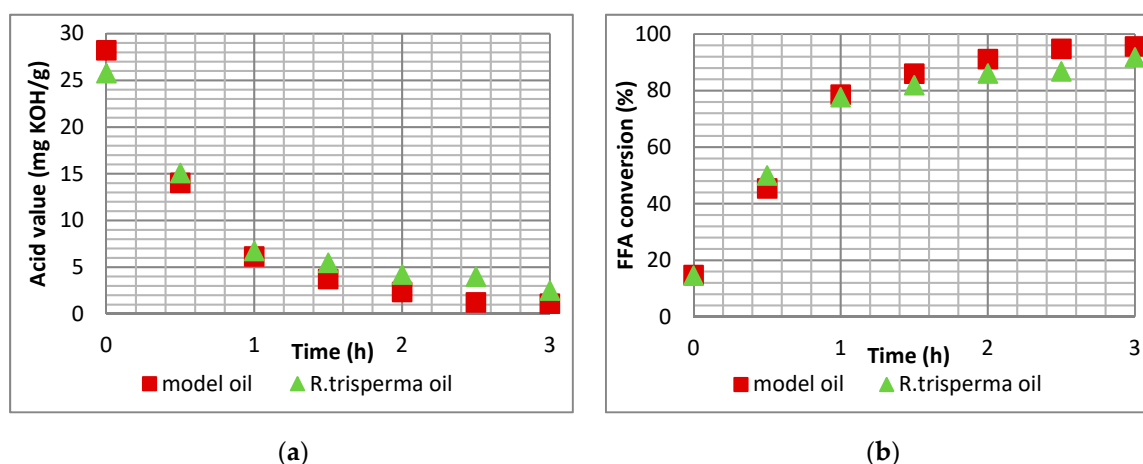 Acid value (mg KOH/g)
30
25
20
15
10
5
0
0 1 2 3
Time (h)
model oil R.trisperma oil
(a)
FFA conversion (%)
100
80
60
40
20
0
0 1 2 3
Time (h)
model oil R.trisperma oil
(b)